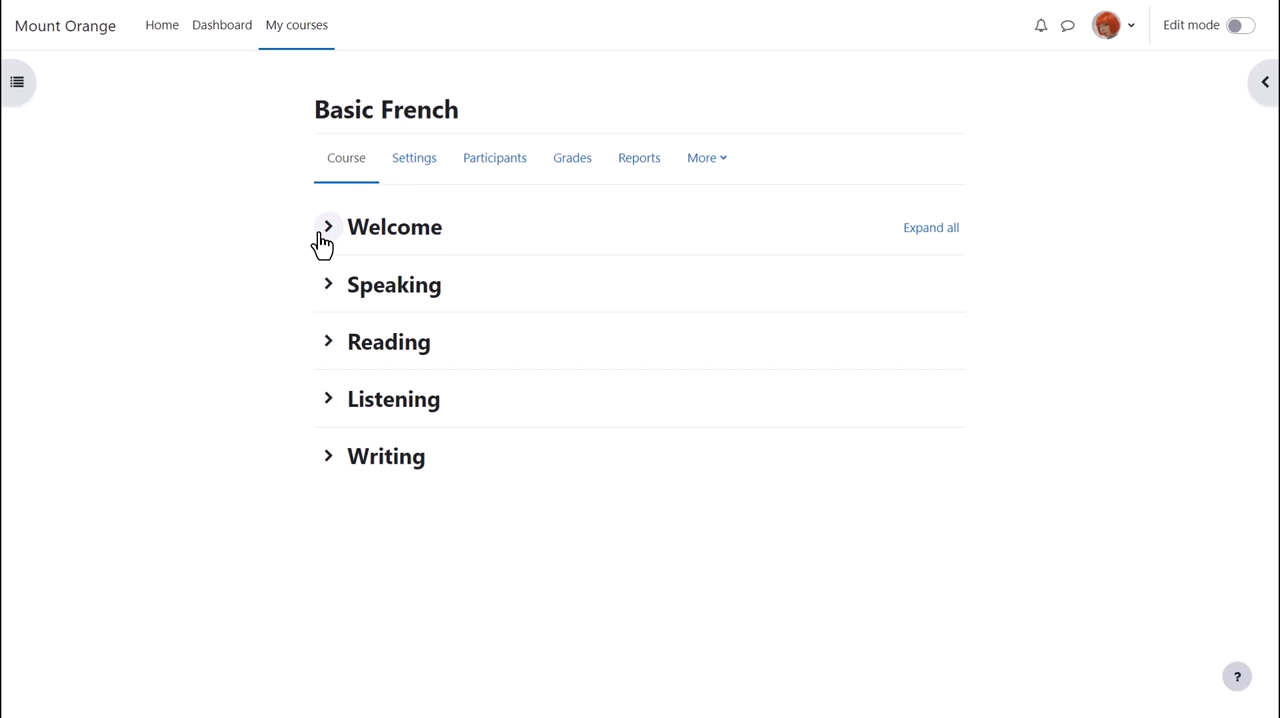 Mount Orange Home Dashboard My courses Edit mode
Basic French
Course Settings Participants Grades Reports More
Welcome Expand all
Speaking
Reading
Listening
Writing
?